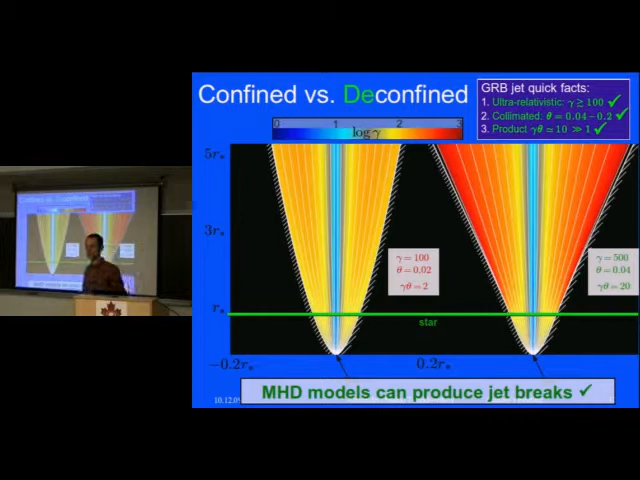 Confined vs. Deconfined
GRB jet quick facts:
1. Ultra-relativistic: γ ≥ 100 ✓
2. Collimated: θ = 0.04 – 0.2 ✓
3. Product γθ ≃ 10 ≫ 1 ✓
0 1 2 3
log γ
5r*
3r*
r*
γ = 100
θ = 0.02
γθ = 2
γ = 500
θ = 0.04
γθ = 20
star
−0.2r* 0.2r*
MHD models can produce jet breaks ✓